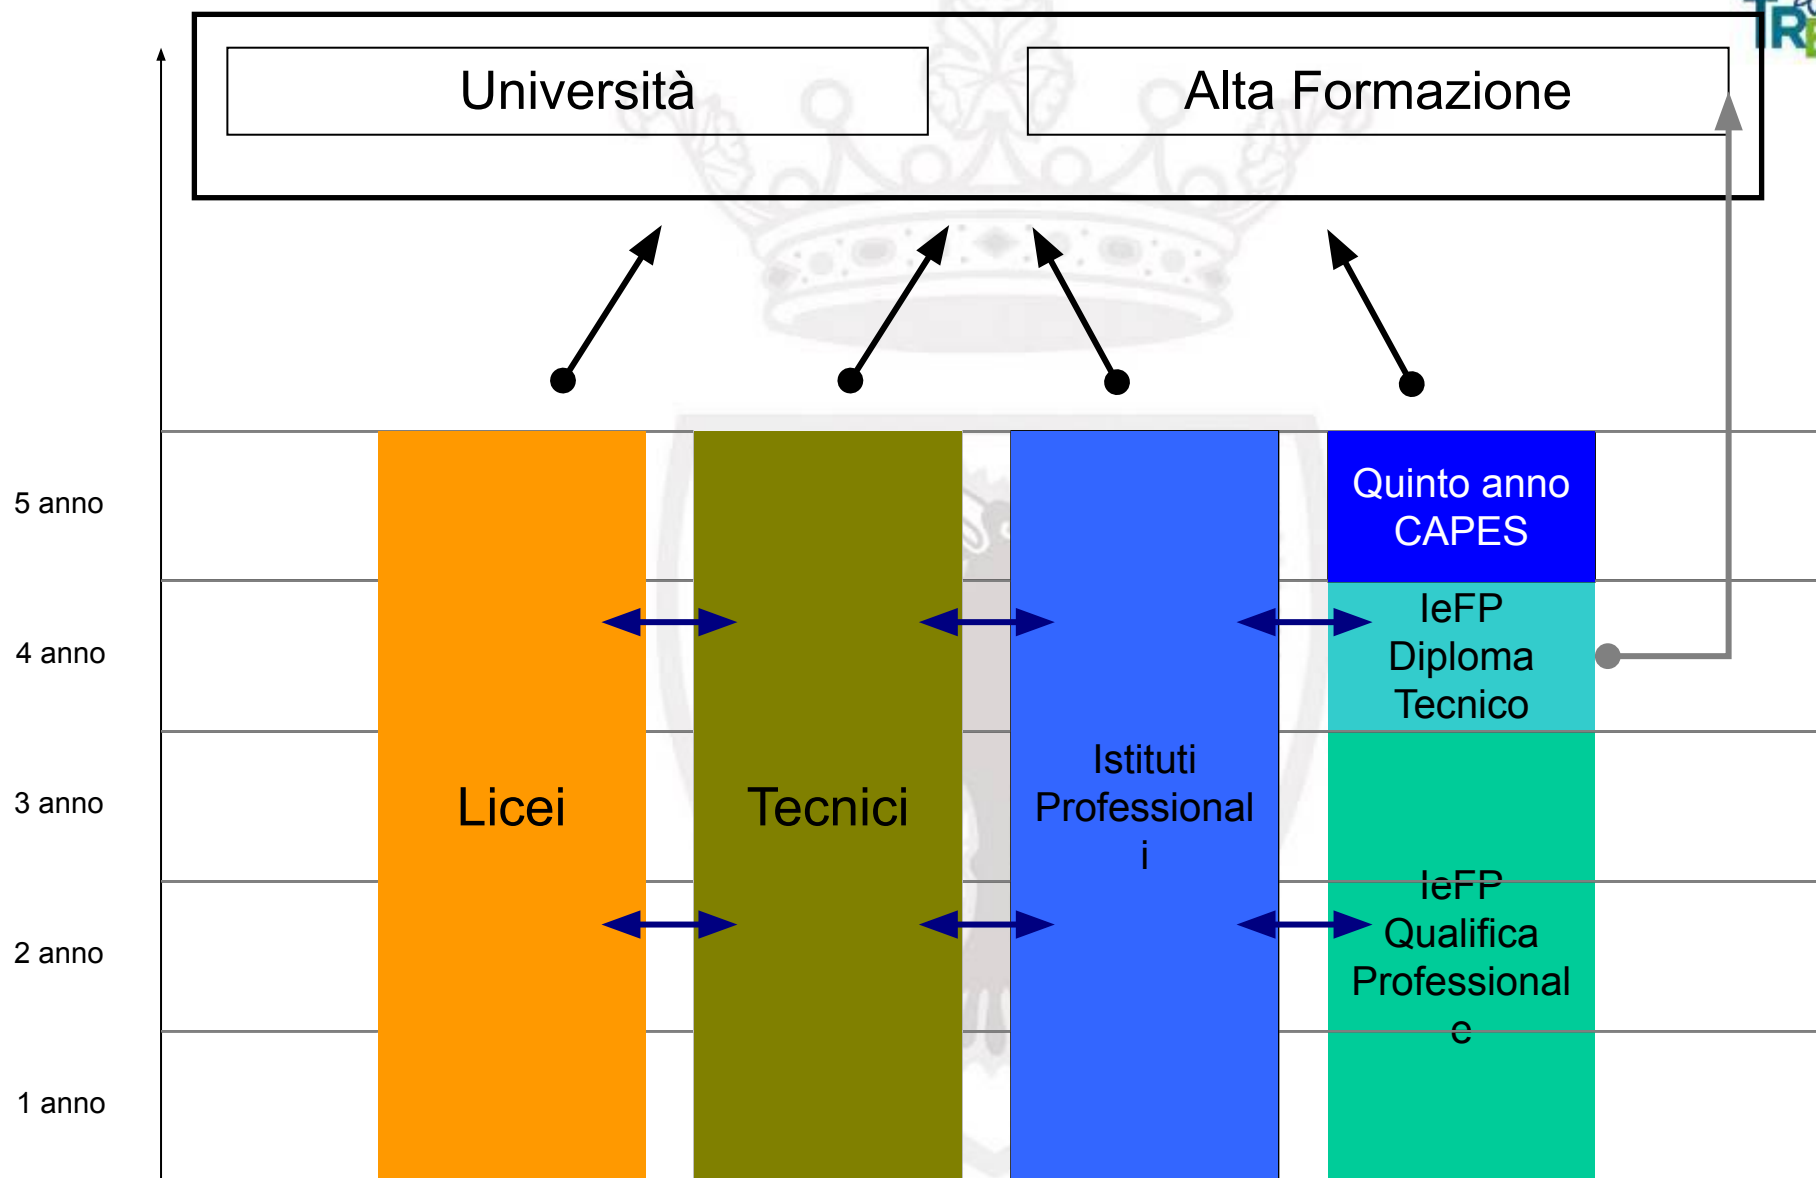 Università
Alta Formazione
TR
5 anno
Quinto anno
CAPES
4 anno
IeFP
Diploma
Tecnico
3 anno
Licei
Tecnici
Istituti
Professional
i
2 anno
IeFP
Qualifica
Professional
e
1 anno